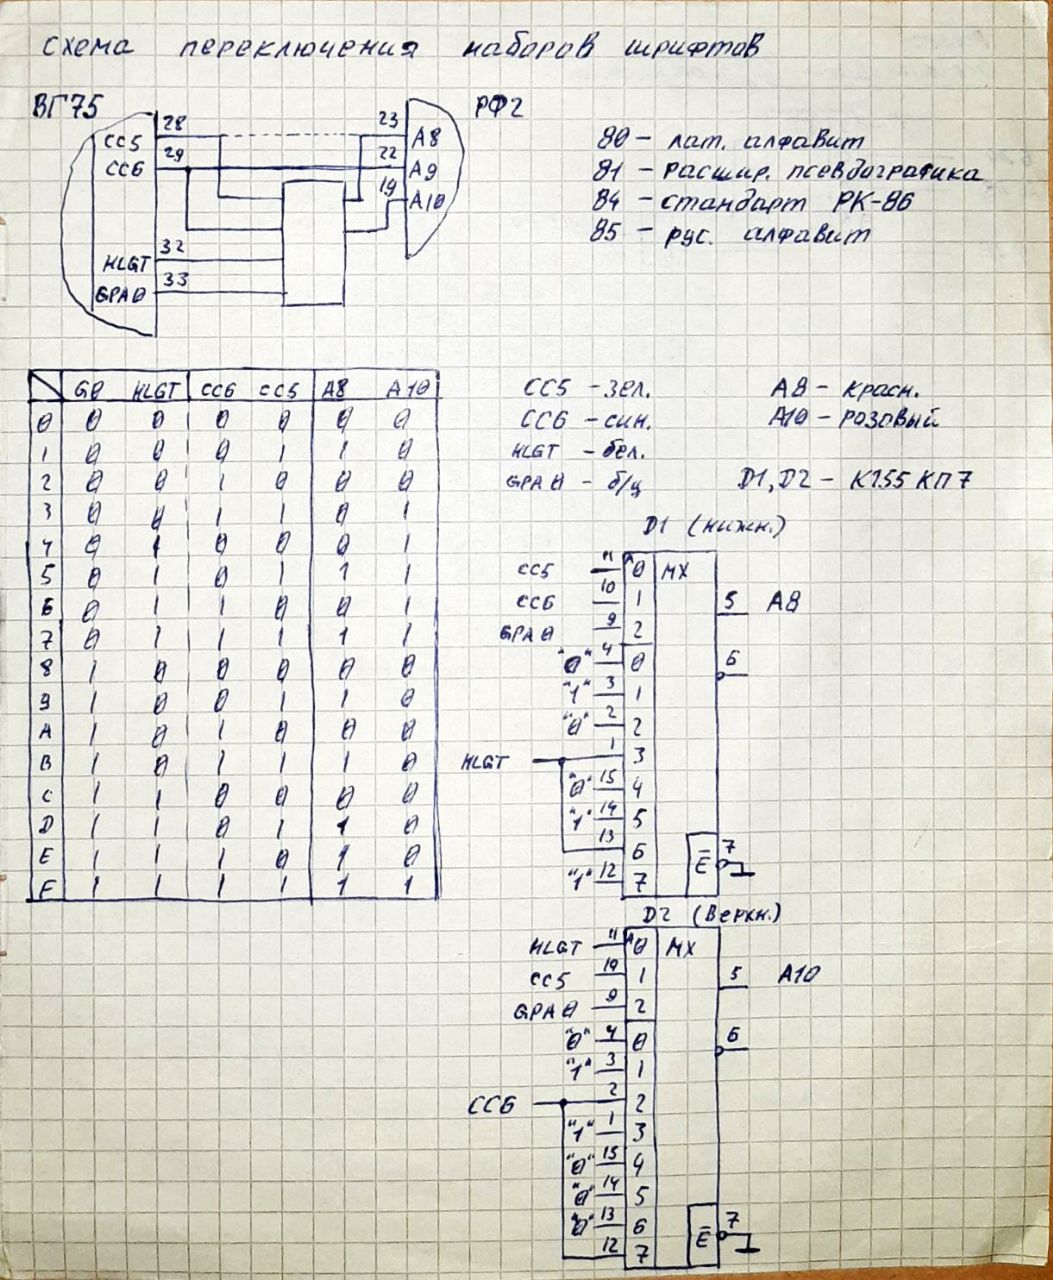 схема переключения наборов шрифтов
ВГ75
РФ2
CC5 28 23 A8
CC6 29 22 A9
19 A10
HLGT 32
GPA0 33
80 – лат. алфавит
81 – расшир. псевдографика
84 – стандарт РК-86
85 – рус. алфавит
G0 HLGT CC6 CC5 A8 A10
0 0 0 0 0 0 0
1 0 0 0 1 1 0
2 0 0 1 0 0 0
3 0 0 1 1 0 1
4 0 1 0 0 0 1
5 0 1 0 1 1 1
6 0 1 1 0 0 1
7 0 1 1 1 1 1
8 1 0 0 0 0 0
9 1 0 0 1 1 0
A 1 0 1 0 0 0
B 1 0 1 1 1 0
C 1 1 0 0 0 0
D 1 1 0 1 1 0
E 1 1 1 0 1 0
F 1 1 1 1 1 1
CC5 – зел.
CC6 – син.
HLGT – бел.
GPA0 – б/ц
A8 – красн.
A10 – розовый
D1, D2 – К155 КП7
D1 (нижн.)
CC5 11 A0 MX
CC6 10 1
5 A8
GPA0 9 2
"0" 4 0
6
"1" 3 1
"0" 2 2
HLGT 1 3
"0" 15 4
"1" 14 5
13 6
E 7
"1" 12 7
D2 (Верхн.)
HLGT 11 A0 MX
CC5 10 1
5 A10
GPA0 9 2
"0" 4 0
6
"1" 3 1
CC6 2 2
"1" 1 3
"0" 15 4
"0" 14 5
"0" 13 6
E 7
12 7